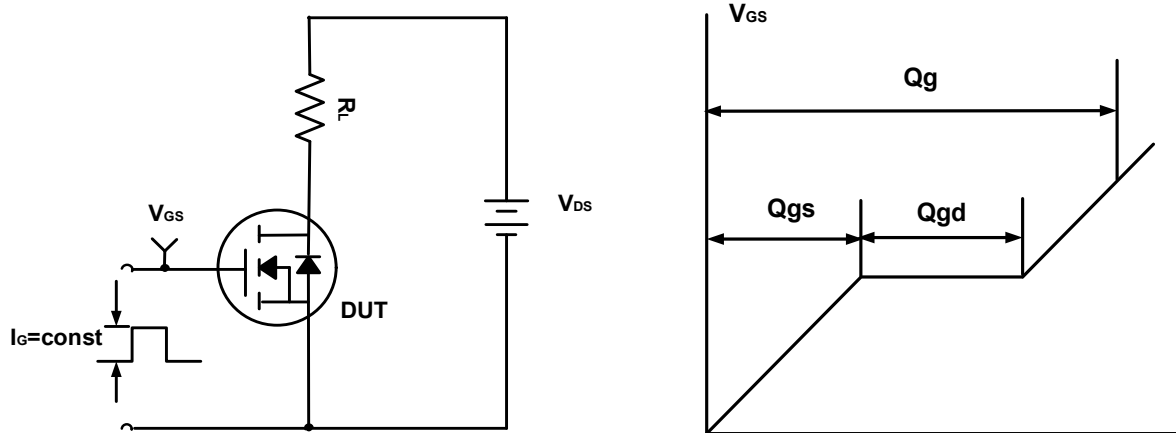 RL
VGS
VDS
DUT
IG=const
VGS
Qg
Qgs
Qgd